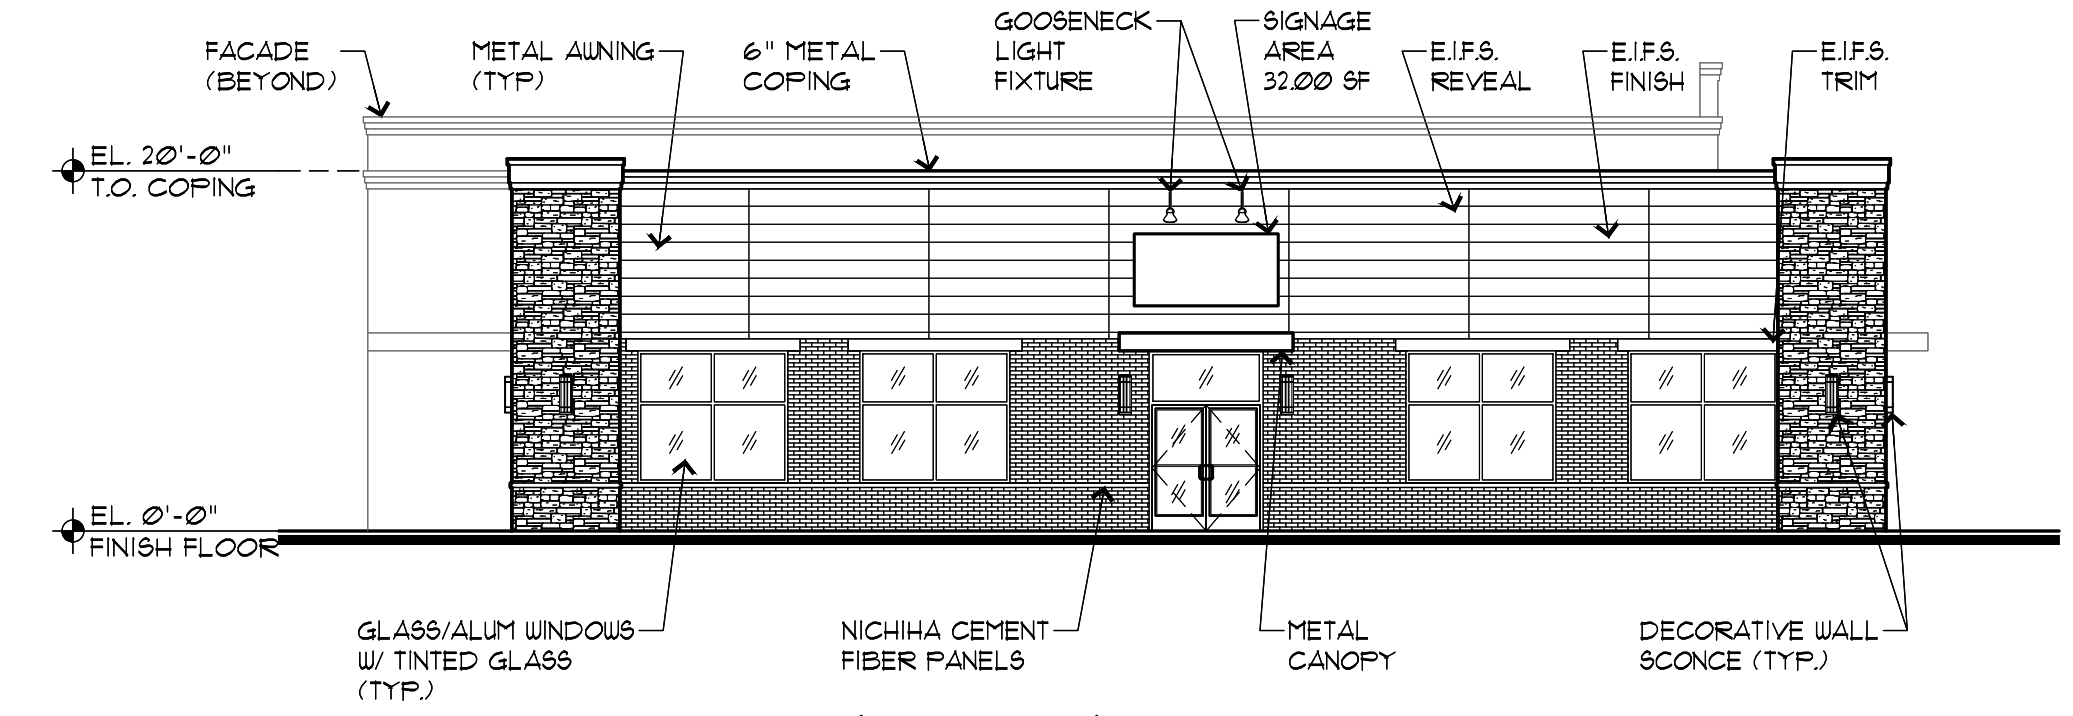 FACADE
(BEYOND)
METAL AWNING
(TYP)
6" METAL
COPING
GOOSENECK
LIGHT
FIXTURE
SIGNAGE
AREA
32.00 SF
E.I.F.S.
REVEAL
E.I.F.S.
FINISH
E.I.F.S.
TRIM
EL. 20'-0"
T.O. COPING
EL. 0'-0"
FINISH FLOOR
GLASS/ALUM WINDOWS
W/ TINTED GLASS
(TYP.)
NICHIHA CEMENT
FIBER PANELS
METAL
CANOPY
DECORATIVE WALL
SCONCE (TYP.)